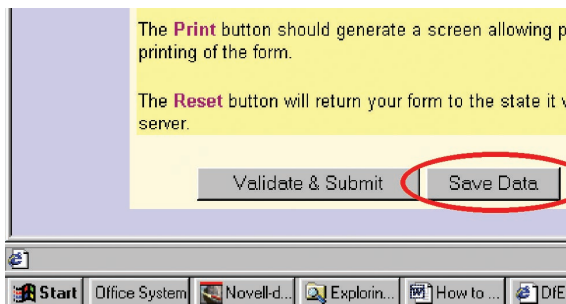 The Print button should generate a screen allowing p
printing of the form.
The Reset button will return your form to the state it
server.
Validate & Submit Save Data
Start Office System Novell-d... Explorin... How to ... DfE